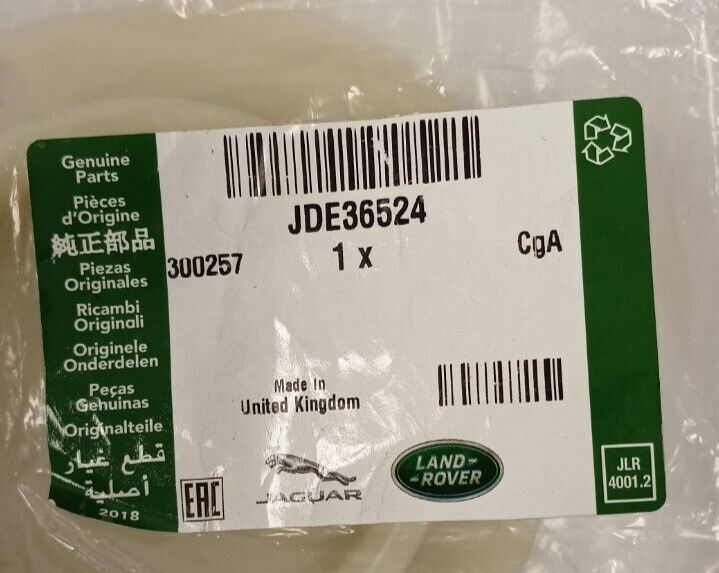 Genuine
Parts
Pièces
d'Origine
純正部品
Piezas
Originales
Ricambi
Originali
Originele
Onderdelen
Peças
Genuinas
Originalteile
قطع غيار
أصلية
2018
JDE36524
300257
1 x
CgA
Made In
United Kingdom
EAC
JAGUAR
LAND-
-ROVER
JLR
4001.2